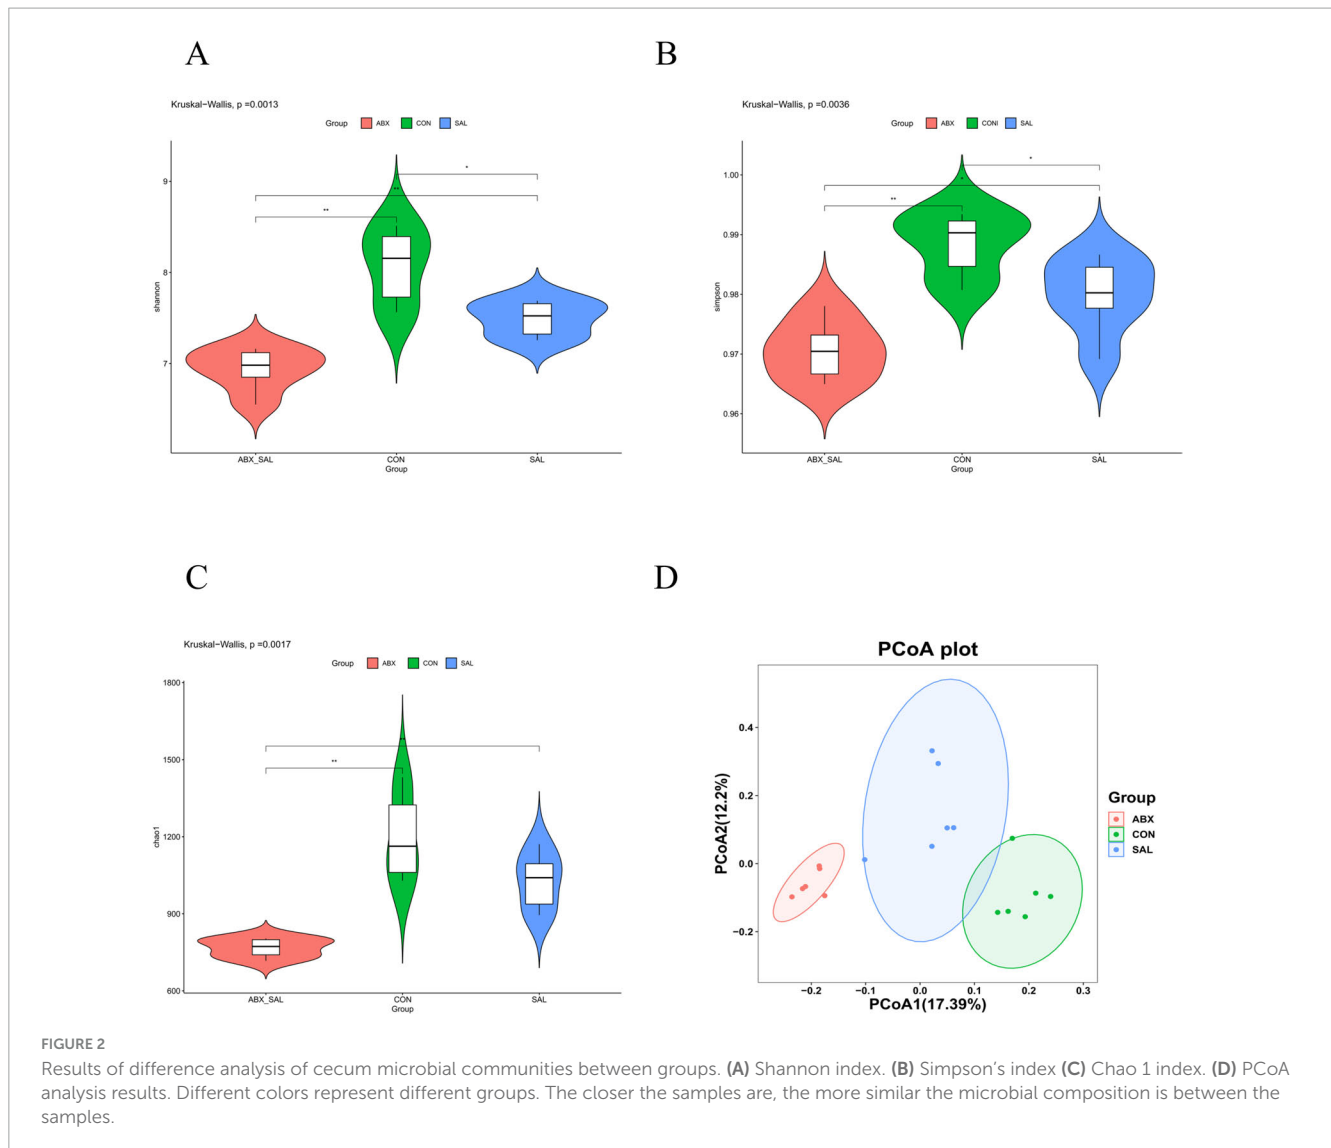 A
Kruskal-Wallis, p =0.0013
Group ABX CON SAL
shannon
9
8
7
*
**
**
ABX_SAL CON SAL
Group
B
Kruskal-Wallis, p =0.0036
Group ABX CONI SAL
simpson
1.00
0.99
0.98
0.97
0.96
*
*
**
ABX_SAL CON SAL
Group
C
Kruskal-Wallis, p =0.0017
Group ABX CON SAL
chao1
1800
1500
1200
900
600
**
**
ABX_SAL CON SAL
Group
D
PCoA plot
PCoA2(12.2%)
0.4
0.2
0.0
−0.2
−0.2 −0.1 0.0 0.1 0.2 0.3
PCoA1(17.39%)
Group
ABX
CON
SAL
FIGURE 2
Results of difference analysis of cecum microbial communities between groups. (A) Shannon index. (B) Simpson's index (C) Chao 1 index. (D) PCoA
analysis results. Different colors represent different groups. The closer the samples are, the more similar the microbial composition is between the
samples.